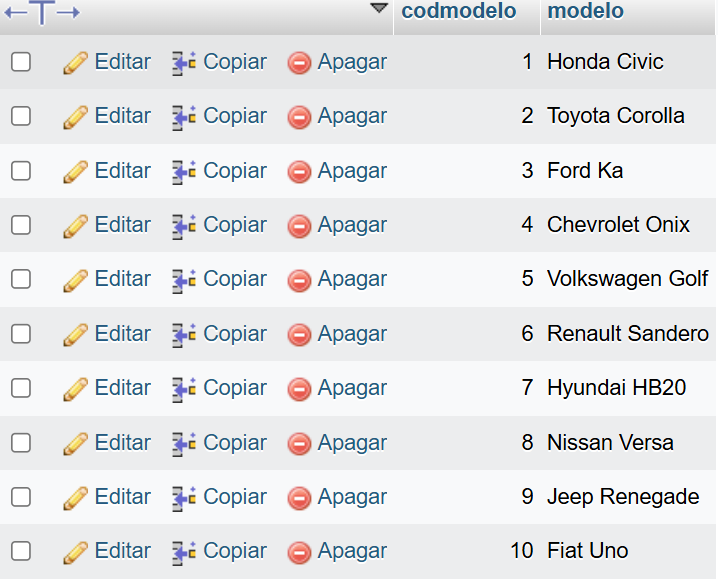 codmodelo modelo
Editar Copiar Apagar 1 Honda Civic
Editar Copiar Apagar 2 Toyota Corolla
Editar Copiar Apagar 3 Ford Ka
Editar Copiar Apagar 4 Chevrolet Onix
Editar Copiar Apagar 5 Volkswagen Golf
Editar Copiar Apagar 6 Renault Sandero
Editar Copiar Apagar 7 Hyundai HB20
Editar Copiar Apagar 8 Nissan Versa
Editar Copiar Apagar 9 Jeep Renegade
Editar Copiar Apagar 10 Fiat Uno